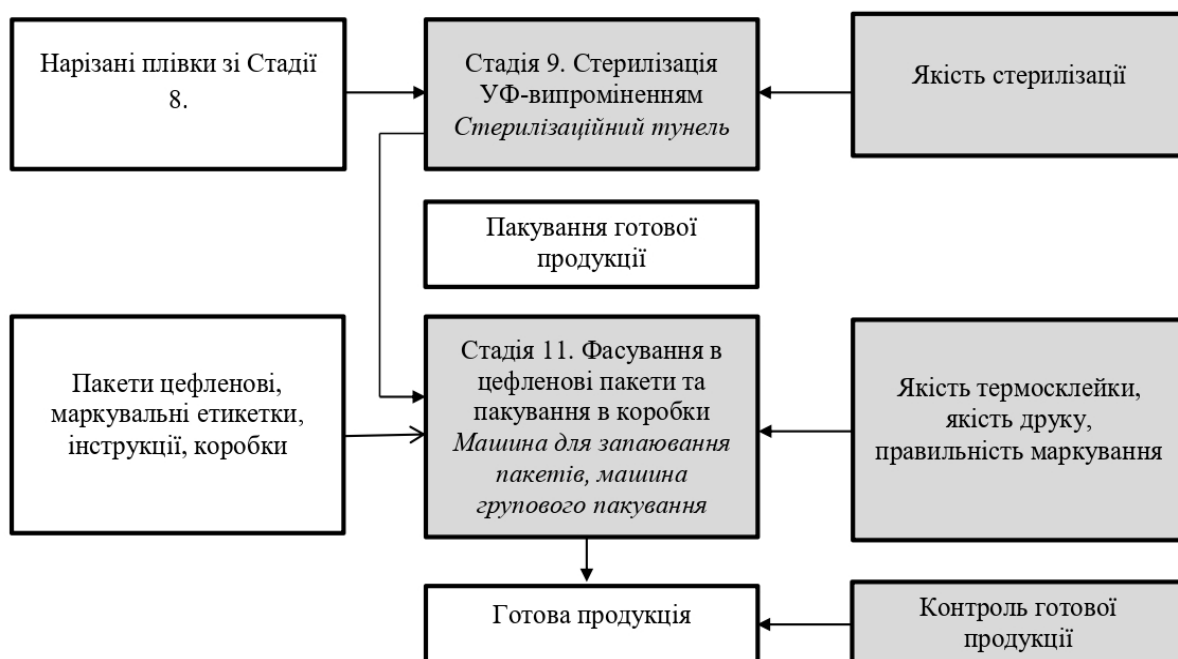 Нарізані плівки зі Стадії
8.
Стадія 9. Стерилізація
УФ-випроміненням
Стерилізаційний тунель
Якість стерилізації
Пакування готової
продукції
Пакети цефленові,
маркувальні етикетки,
інструкції, коробки
Стадія 11. Фасування в
цефленові пакети та
пакування в коробки
Машина для запаювання
пакетів, машина
групового пакування
Якість термосклейки,
якість друку,
правильність маркування
Готова продукція
Контроль готової
продукції